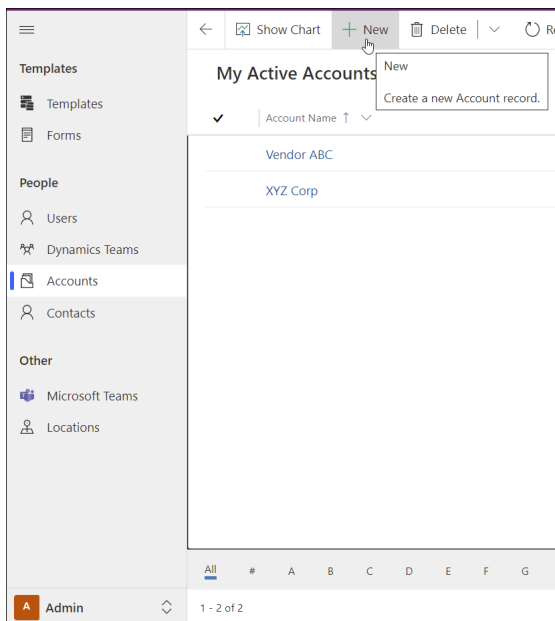 Show Chart
New
Delete
Templates
Templates
Forms
People
Users
Dynamics Teams
Accounts
Contacts
Other
Microsoft Teams
Locations
A Admin
My Active Accounts
New
Create a new Account record.
Account Name
Vendor ABC
XYZ Corp
All # A B C D E F G
1 - 2 of 2